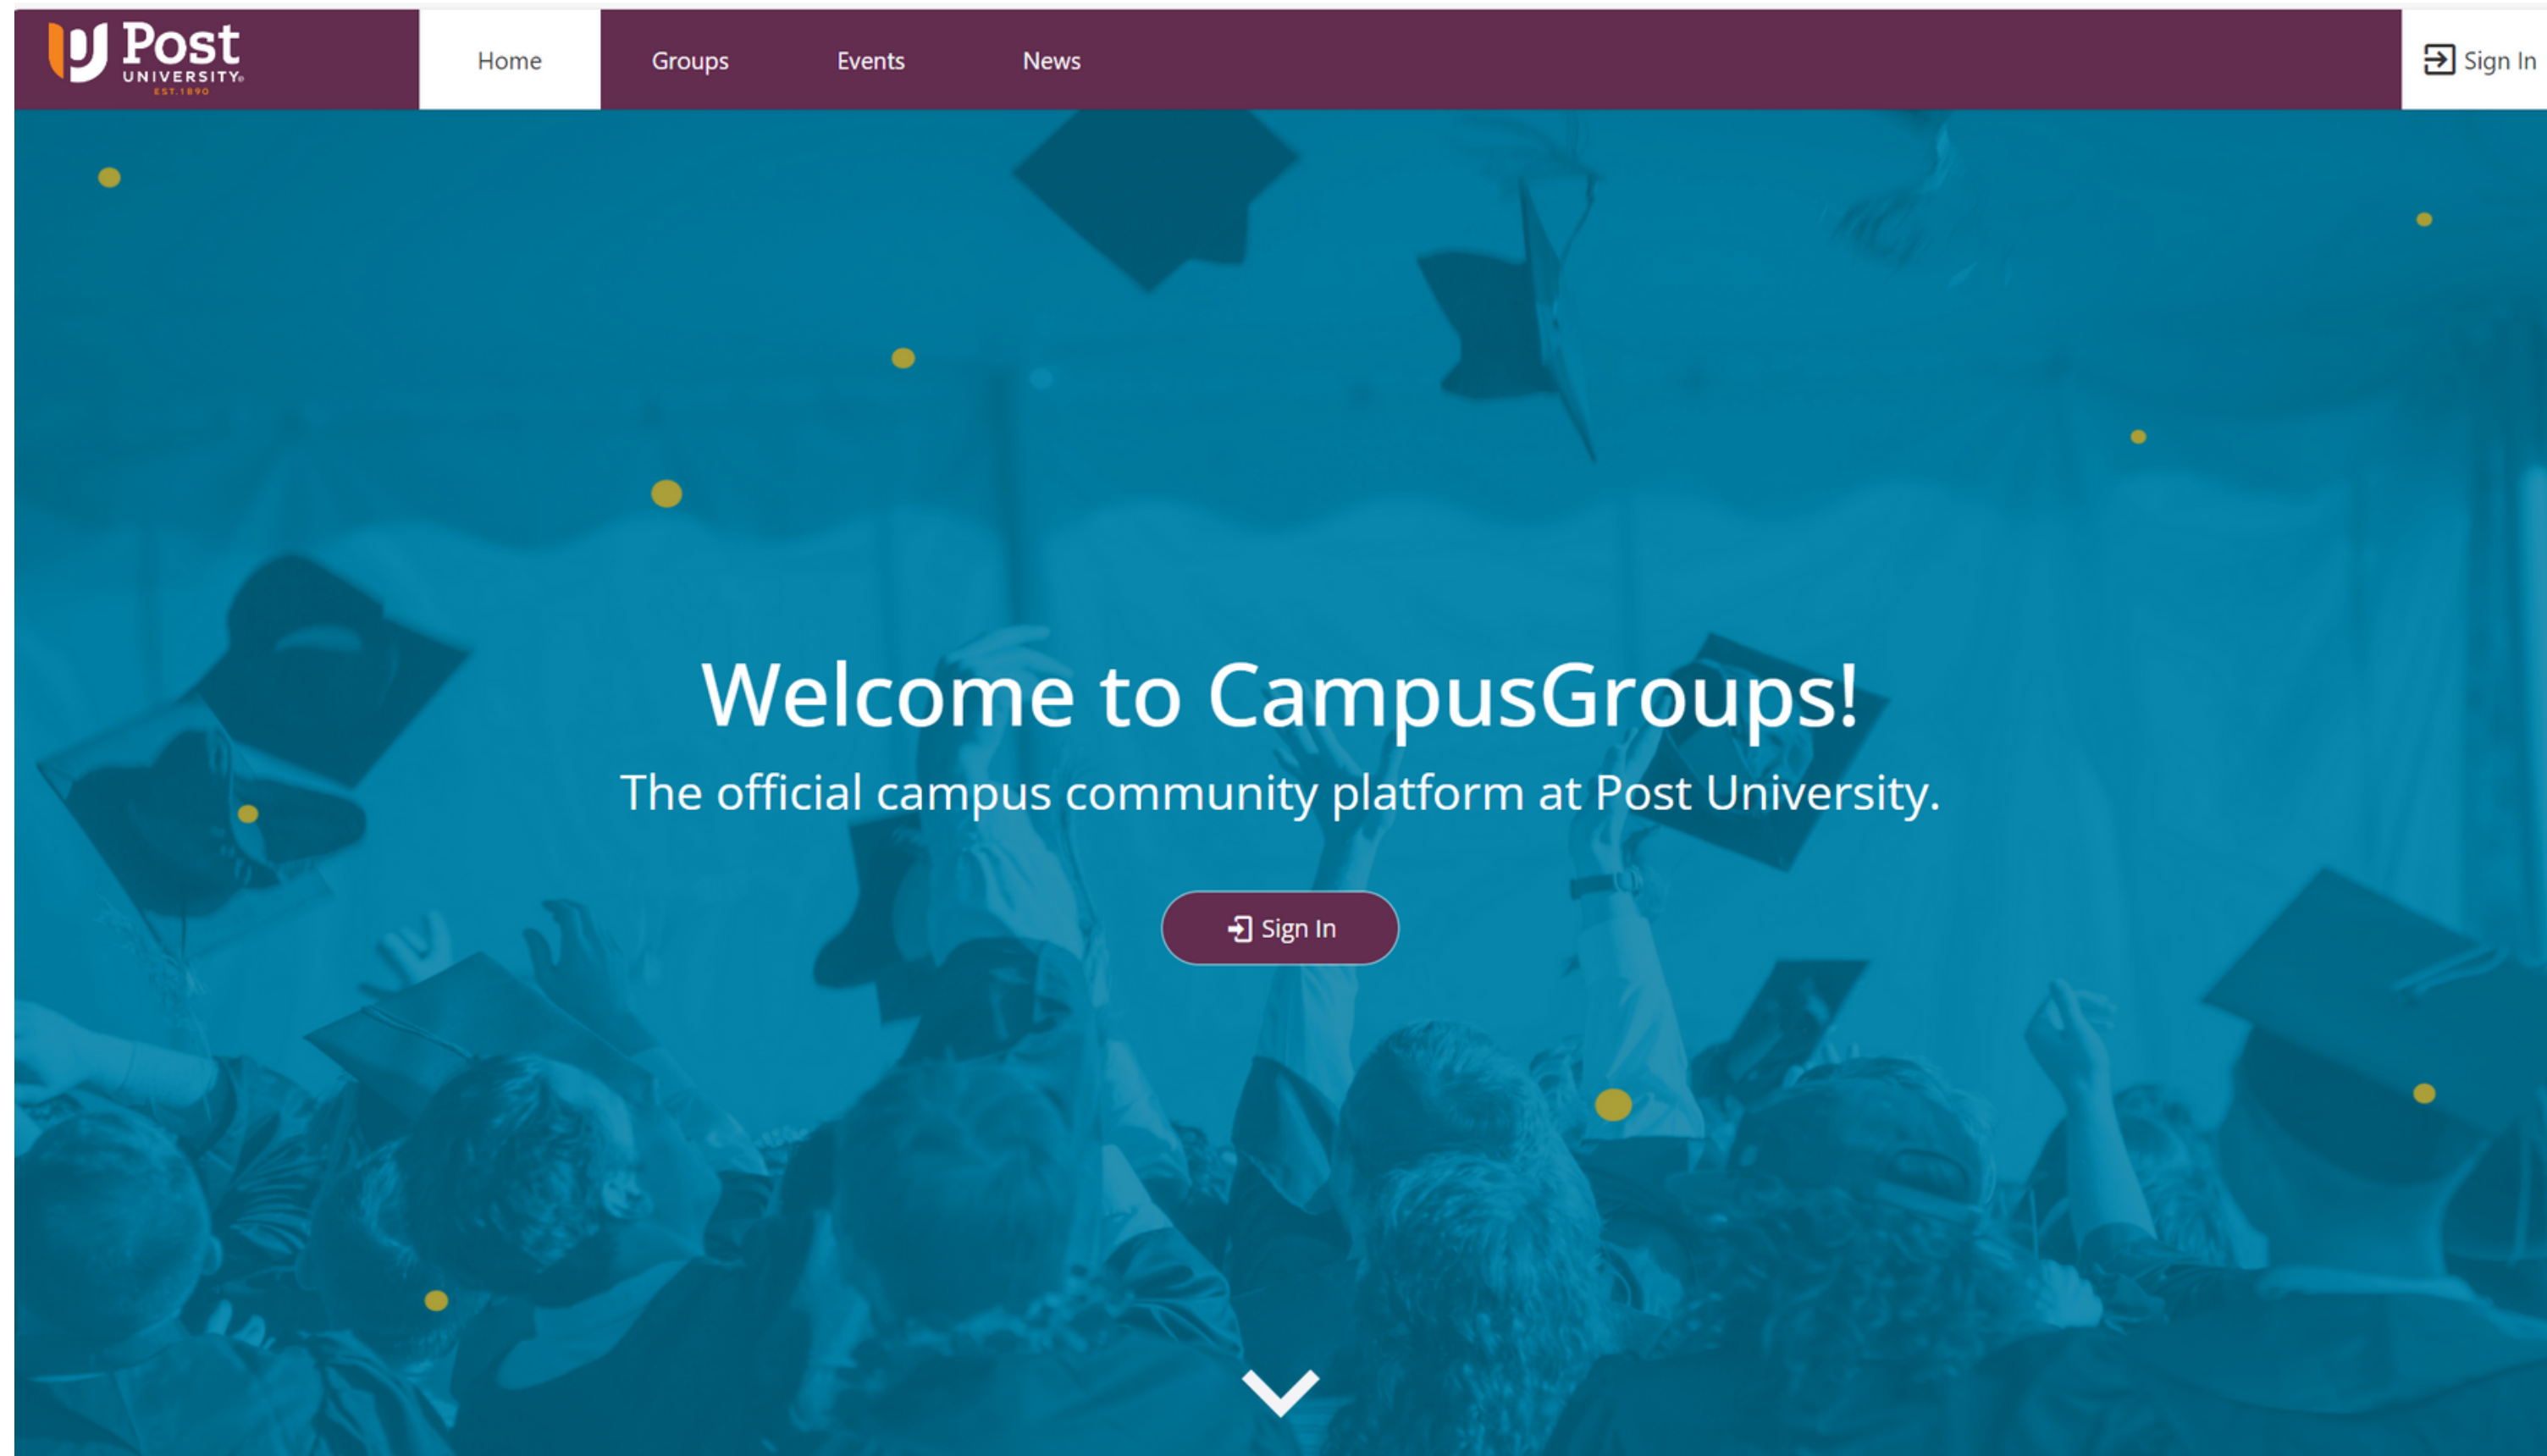 Post
UNIVERSITY®
EST.1890
Home
Groups
Events
News
Sign In
Welcome to CampusGroups!
The official campus community platform at Post University.
Sign In